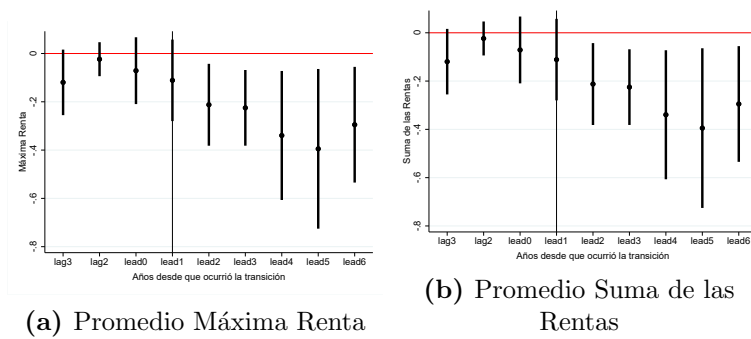 0
-.2
-.4
-.6
-.8
Máxima Renta
lag3 lag2 lead0 lead1 lead2 lead3 lead4 lead5 lead6
Años desde que ocurrió la transición
(a) Promedio Máxima Renta
0
-.2
-.4
-.6
-.8
Suma de las Rentas
lag3 lag2 lead0 lead1 lead2 lead3 lead4 lead5 lead6
Años desde que ocurrió la transición
(b) Promedio Suma de las
Rentas